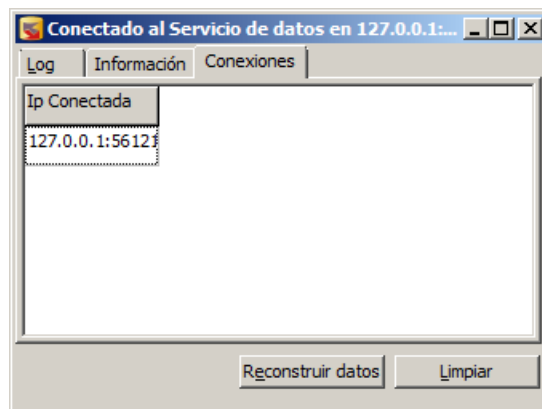 Conectado al Servicio de datos en 127.0.0.1:...
Log Información Conexiones
Ip Conectada
127.0.0.1:56121
Reconstruir datos Limpiar